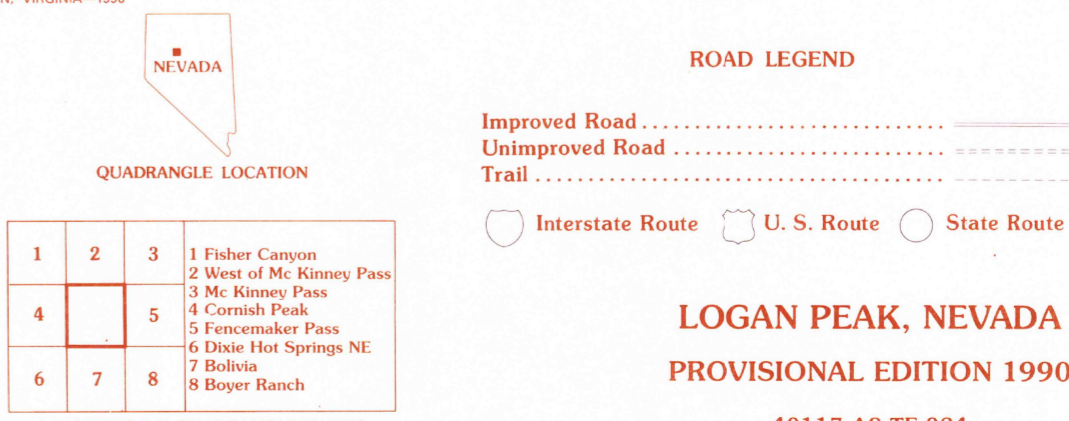 VIRGINIA—1990
NEVADA
QUADRANGLE LOCATION
1 2 3
4 5
6 7 8
1 Fisher Canyon
2 West of Mc Kinney Pass
3 Mc Kinney Pass
4 Cornish Peak
5 Fencemaker Pass
6 Dixie Hot Springs NE
7 Bolivia
8 Boyer Ranch
ROAD LEGEND
Improved Road
Unimproved Road
Trail
Interstate Route U. S. Route State Route
LOGAN PEAK, NEVADA
PROVISIONAL EDITION 1990